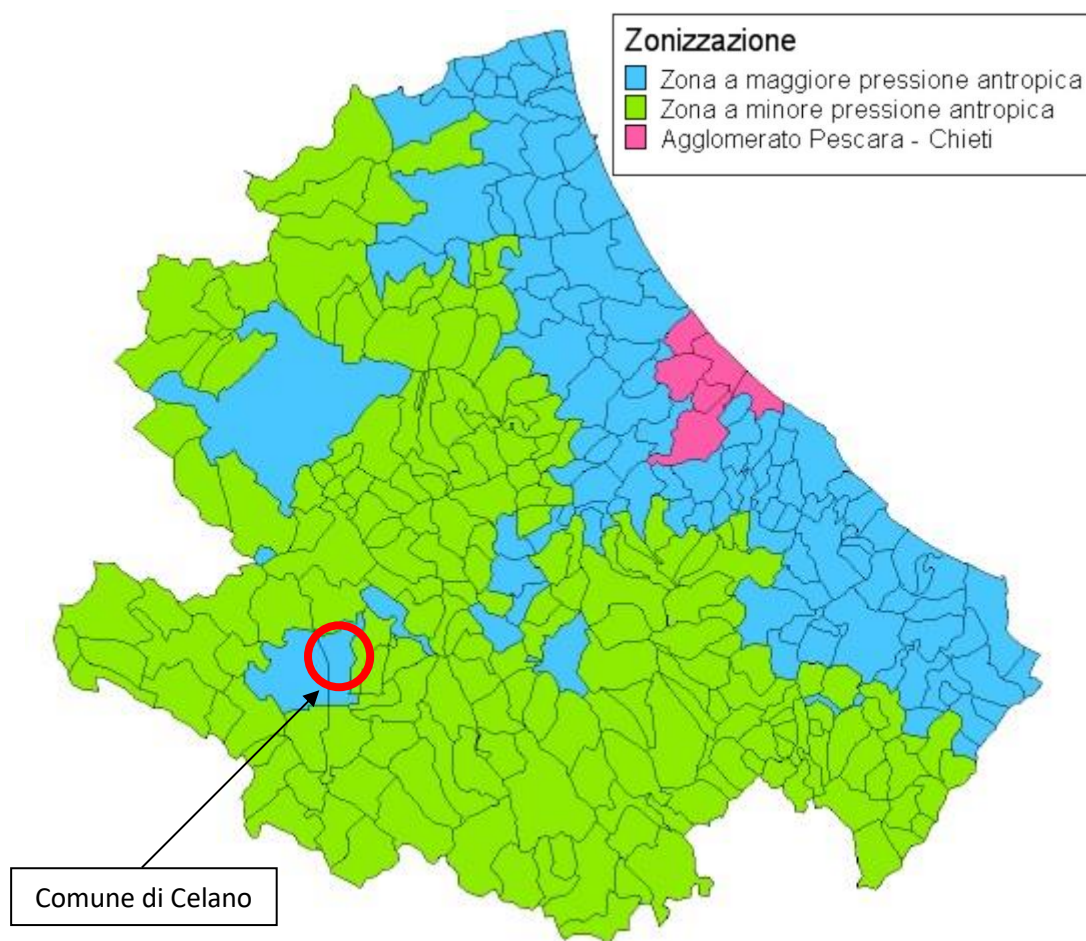 Zonizzazione
Zona a maggiore pressione antropica
Zona a minore pressione antropica
Agglomerato Pescara - Chieti
Comune di Celano